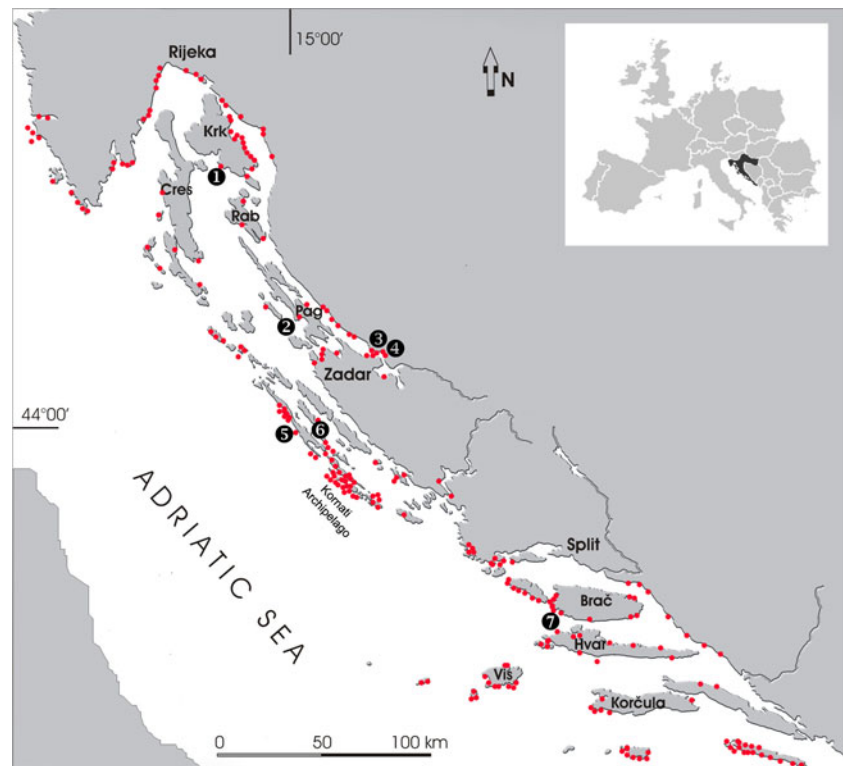 15°00'
Rijeka
N
Krk
1
Cres
Rab
Pag
2
3
4
Zadar
44°00'
5
6
Kornati
Archipelago
ADRIATIC SEA
Split
Brač
7
Hvar
Vis
Korčula
0 50 100 km